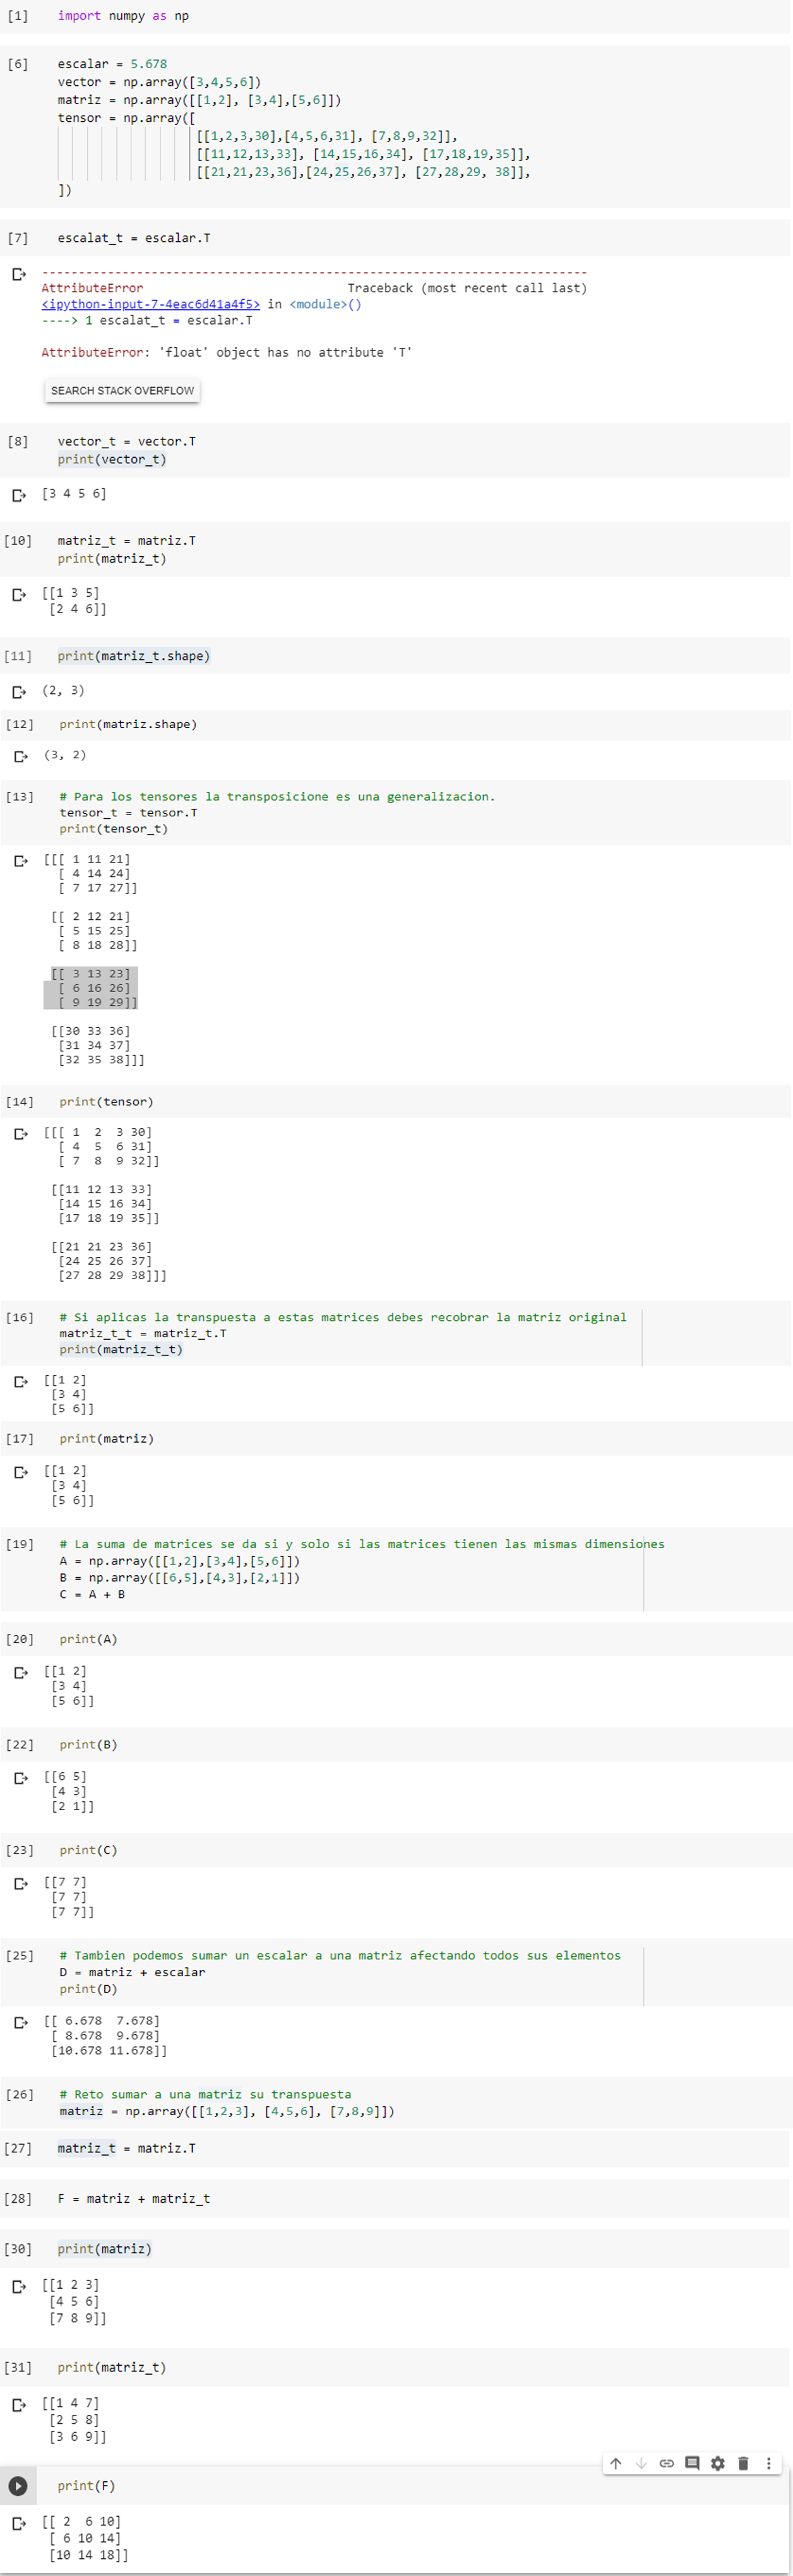 [1] import numpy as np
[6] escalar = 5.678
vector = np.array([3,4,5,6])
matriz = np.array([[1,2], [3,4],[5,6]])
tensor = np.array([
[[1,2,3,30],[4,5,6,31], [7,8,9,32]],
[[11,12,13,33], [14,15,16,34], [17,18,19,35]],
[[21,21,23,36],[24,25,26,37], [27,28,29, 38]],
])
[7] escalat_t = escalar.T
---------------------------------------------------------------------------
AttributeError Traceback (most recent call last)
<ipython-input-7-4eac6d41a4f5> in <module>()
----> 1 escalat_t = escalar.T
AttributeError: 'float' object has no attribute 'T'
SEARCH STACK OVERFLOW
[8] vector_t = vector.T
print(vector_t)
[3 4 5 6]
[10] matriz_t = matriz.T
print(matriz_t)
[[1 3 5]
[2 4 6]]
[11] print(matriz_t.shape)
(2, 3)
[12] print(matriz.shape)
(3, 2)
[13] # Para los tensores la transposicione es una generalizacion.
tensor_t = tensor.T
print(tensor_t)
[[[ 1 11 21]
[ 4 14 24]
[ 7 17 27]]
[[ 2 12 21]
[ 5 15 25]
[ 8 18 28]]
[[ 3 13 23]
[ 6 16 26]
[ 9 19 29]]
[[30 33 36]
[31 34 37]
[32 35 38]]]
[14] print(tensor)
[[[ 1 2 3 30]
[ 4 5 6 31]
[ 7 8 9 32]]
[[11 12 13 33]
[14 15 16 34]
[17 18 19 35]]
[[21 21 23 36]
[24 25 26 37]
[27 28 29 38]]]
[16] # Si aplicas la transpuesta a estas matrices debes recobrar la matriz original
matriz_t_t = matriz_t.T
print(matriz_t_t)
[[1 2]
[3 4]
[5 6]]
[17] print(matriz)
[[1 2]
[3 4]
[5 6]]
[19] # La suma de matrices se da si y solo si las matrices tienen las mismas dimensiones
A = np.array([[1,2],[3,4],[5,6]])
B = np.array([[6,5],[4,3],[2,1]])
C = A + B
[20] print(A)
[[1 2]
[3 4]
[5 6]]
[22] print(B)
[[6 5]
[4 3]
[2 1]]
[23] print(C)
[[7 7]
[7 7]
[7 7]]
[25] # Tambien podemos sumar un escalar a una matriz afectando todos sus elementos
D = matriz + escalar
print(D)
[[ 6.678 7.678]
[ 8.678 9.678]
[10.678 11.678]]
[26] # Reto sumar a una matriz su transpuesta
matriz = np.array([[1,2,3], [4,5,6], [7,8,9]])
[27] matriz_t = matriz.T
[28] F = matriz + matriz_t
[30] print(matriz)
[[1 2 3]
[4 5 6]
[7 8 9]]
[31] print(matriz_t)
[[1 4 7]
[2 5 8]
[3 6 9]]
print(F)
[[ 2 6 10]
[ 6 10 14]
[10 14 18]]